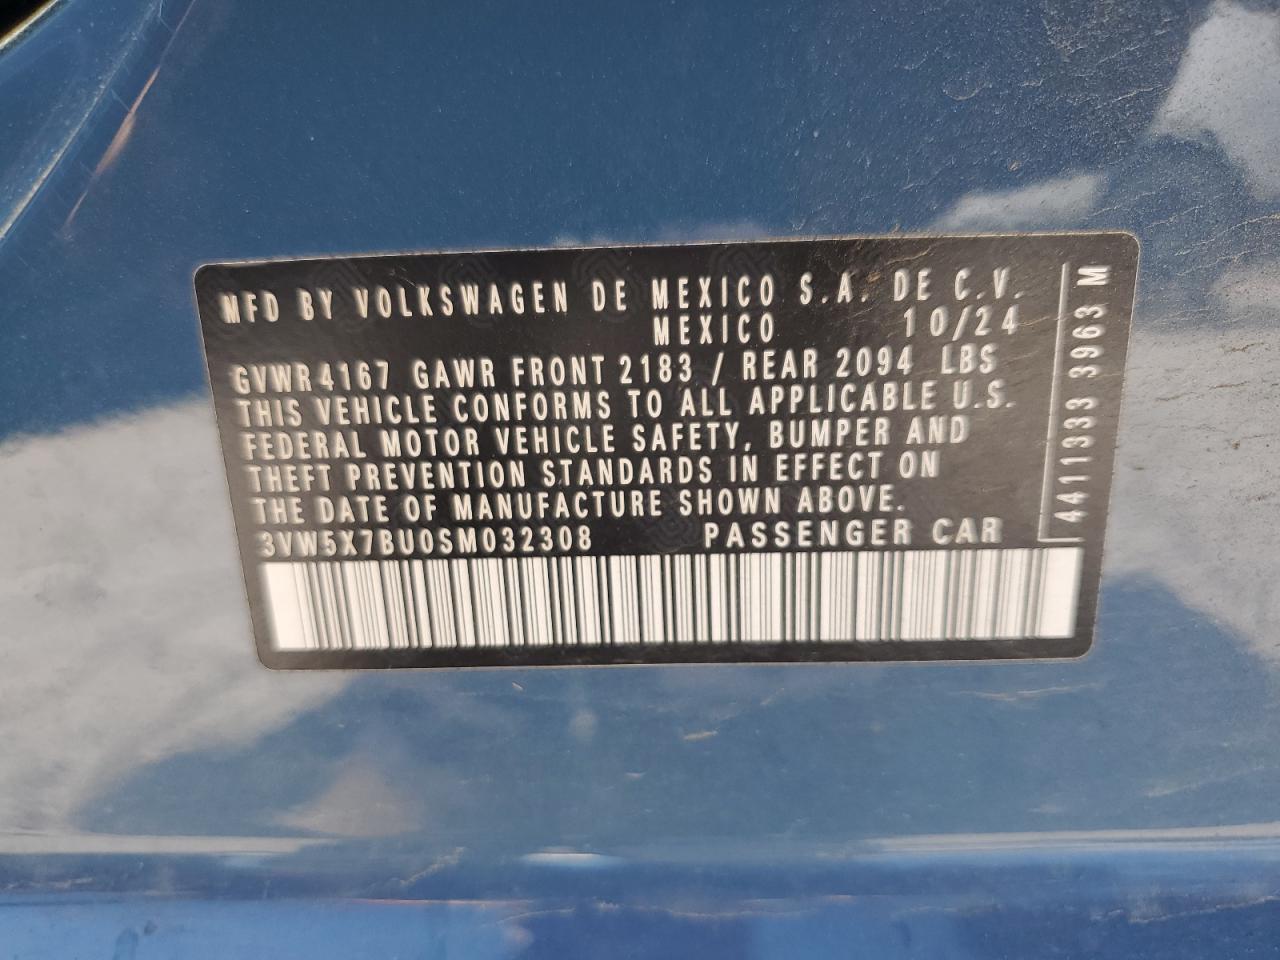 MFD BY VOLKSWAGEN DE MEXICO S.A. DE C.V.
MEXICO 10/24
GVWR 4167 GAWR FRONT 2183 / REAR 2094 LBS
THIS VEHICLE CONFORMS TO ALL APPLICABLE U.S.
FEDERAL MOTOR VEHICLE SAFETY, BUMPER AND
THEFT PREVENTION STANDARDS IN EFFECT ON
THE DATE OF MANUFACTURE SHOWN ABOVE.
3VW5X7BU0SM032308 PASSENGER CAR
4411333 3963 M